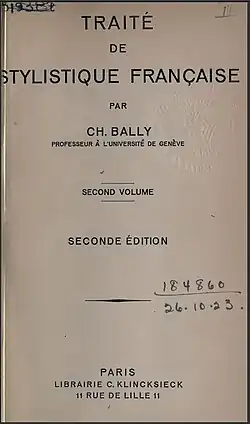 TRAITÉ
DE
STYLISTIQUE FRANÇAISE
PAR
CH. BALLY
PROFESSEUR À L'UNIVERSITÉ DE GENÈVE
SECOND VOLUME
SECONDE ÉDITION
184860
26.10.23.
PARIS
LIBRAIRIE C. KLINCKSIECK
11 RUE DE LILLE 11